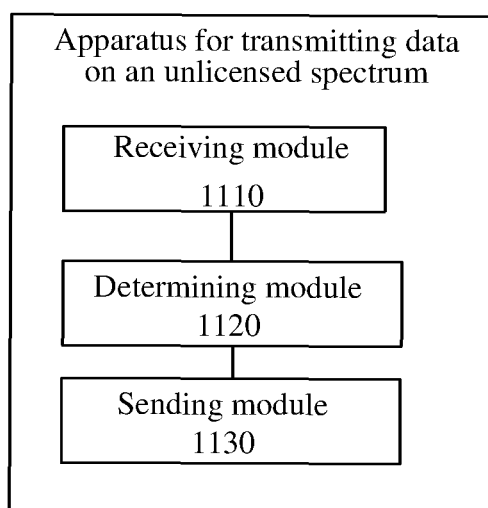 Apparatus for transmitting data
on an unlicensed spectrum
Receiving module
1110
Determining module
1120
Sending module
1130